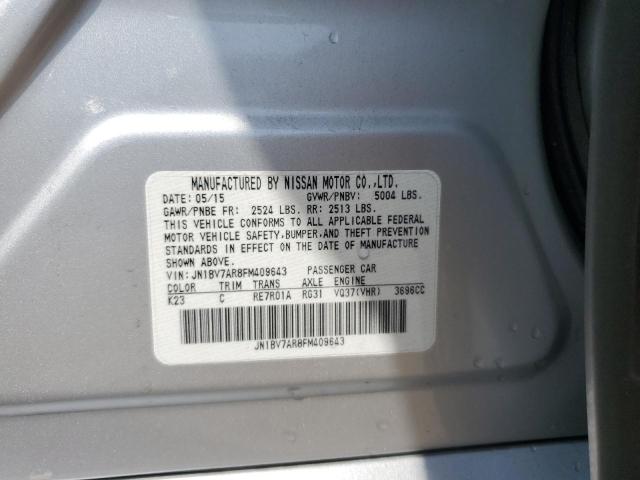 MANUFACTURED BY NISSAN MOTOR CO.,LTD.
DATE: 05/15 GVWR/PNBV: 5004 LBS.
GAWR/PNBE FR: 2524 LBS. RR: 2513 LBS.
THIS VEHICLE CONFORMS TO ALL APPLICABLE FEDERAL
MOTOR VEHICLE SAFETY,BUMPER,AND THEFT PREVENTION
STANDARDS IN EFFECT ON THE DATE OF MANUFACTURE
SHOWN ABOVE.
VIN: JN1BV7AR8FM409643 PASSENGER CAR
COLOR TRIM TRANS AXLE ENGINE
K23 C RE7R01A RG31 VQ37(VHR) 3696CC
JN1BV7AR8FM409643